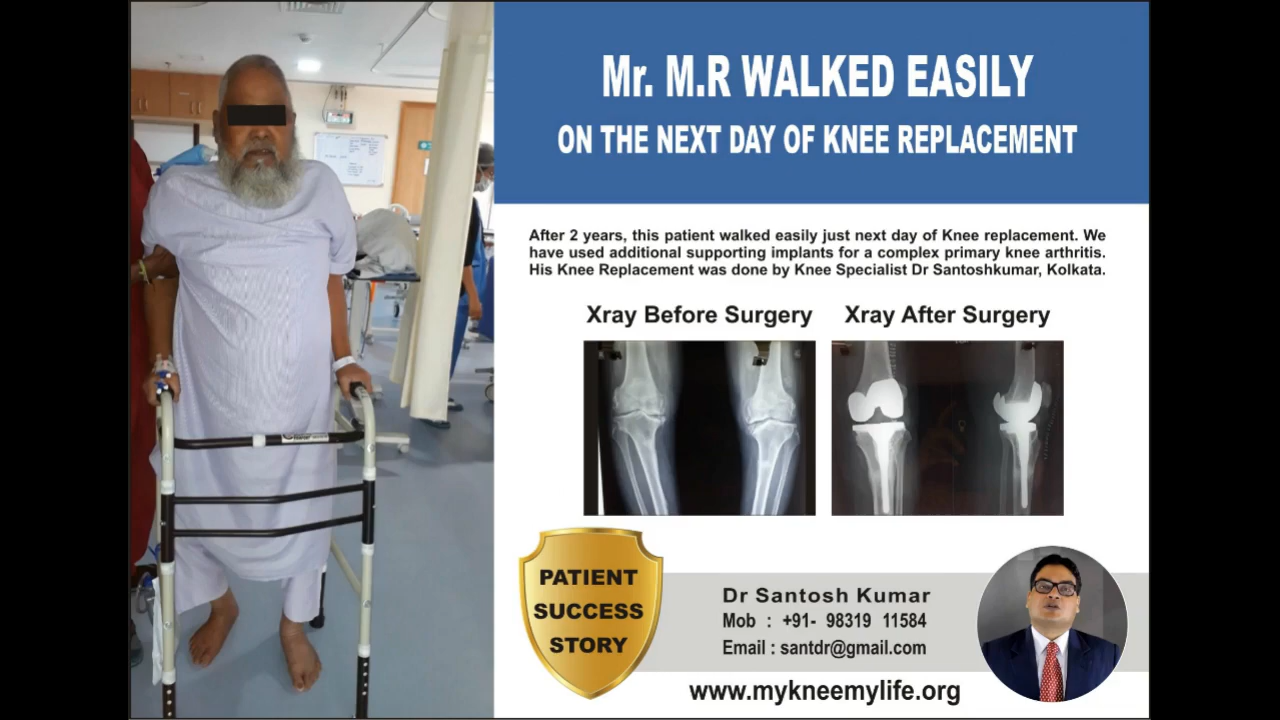 Mr. M.R WALKED EASILY
ON THE NEXT DAY OF KNEE REPLACEMENT
After 2 years, this patient walked easily just next day of Knee replacement. We
have used additional supporting implants for a complex primary knee arthritis.
His Knee Replacement was done by Knee Specialist Dr Santoshkumar, Kolkata.
Xray Before Surgery
Xray After Surgery
PATIENT
SUCCESS
STORY
Dr Santosh Kumar
Mob : +91- 98319 11584
Email : santdr@gmail.com
www.mykneemylife.org